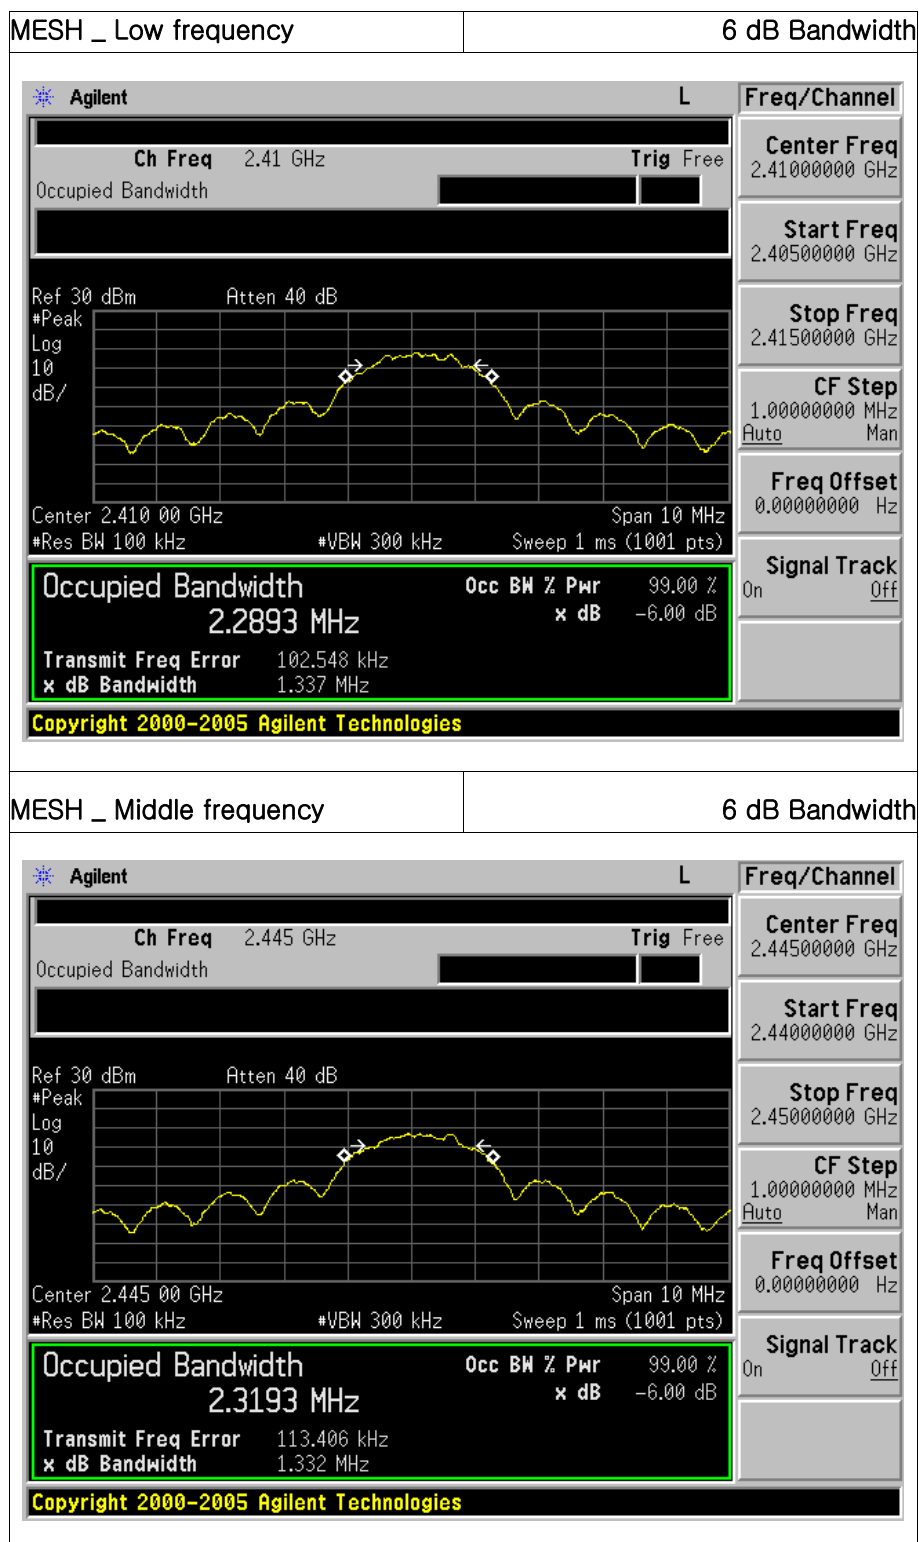 MESH _ Low frequency 6 dB Bandwidth
Agilent L Freq/Channel
Ch Freq 2.41 GHz Trig Free
Occupied Bandwidth
Center Freq
2.41000000 GHz
Start Freq
2.40500000 GHz
Stop Freq
2.41500000 GHz
CF Step
1.00000000 MHz
Auto Man
Freq Offset
0.00000000 Hz
Signal Track
On Off
Ref 30 dBm Atten 40 dB
#Peak
Log
10
dB/
Center 2.410 00 GHz Span 10 MHz
#Res BW 100 kHz #VBW 300 kHz Sweep 1 ms (1001 pts)
Occupied Bandwidth Occ BW % Pwr 99.00 %
2.2893 MHz x dB -6.00 dB
Transmit Freq Error 102.548 kHz
x dB Bandwidth 1.337 MHz
Copyright 2000-2005 Agilent Technologies
MESH _ Middle frequency 6 dB Bandwidth
Agilent L Freq/Channel
Ch Freq 2.445 GHz Trig Free
Occupied Bandwidth
Center Freq
2.44500000 GHz
Start Freq
2.44000000 GHz
Stop Freq
2.45000000 GHz
CF Step
1.00000000 MHz
Auto Man
Freq Offset
0.00000000 Hz
Signal Track
On Off
Ref 30 dBm Atten 40 dB
#Peak
Log
10
dB/
Center 2.445 00 GHz Span 10 MHz
#Res BW 100 kHz #VBW 300 kHz Sweep 1 ms (1001 pts)
Occupied Bandwidth Occ BW % Pwr 99.00 %
2.3193 MHz x dB -6.00 dB
Transmit Freq Error 113.406 kHz
x dB Bandwidth 1.332 MHz
Copyright 2000-2005 Agilent Technologies